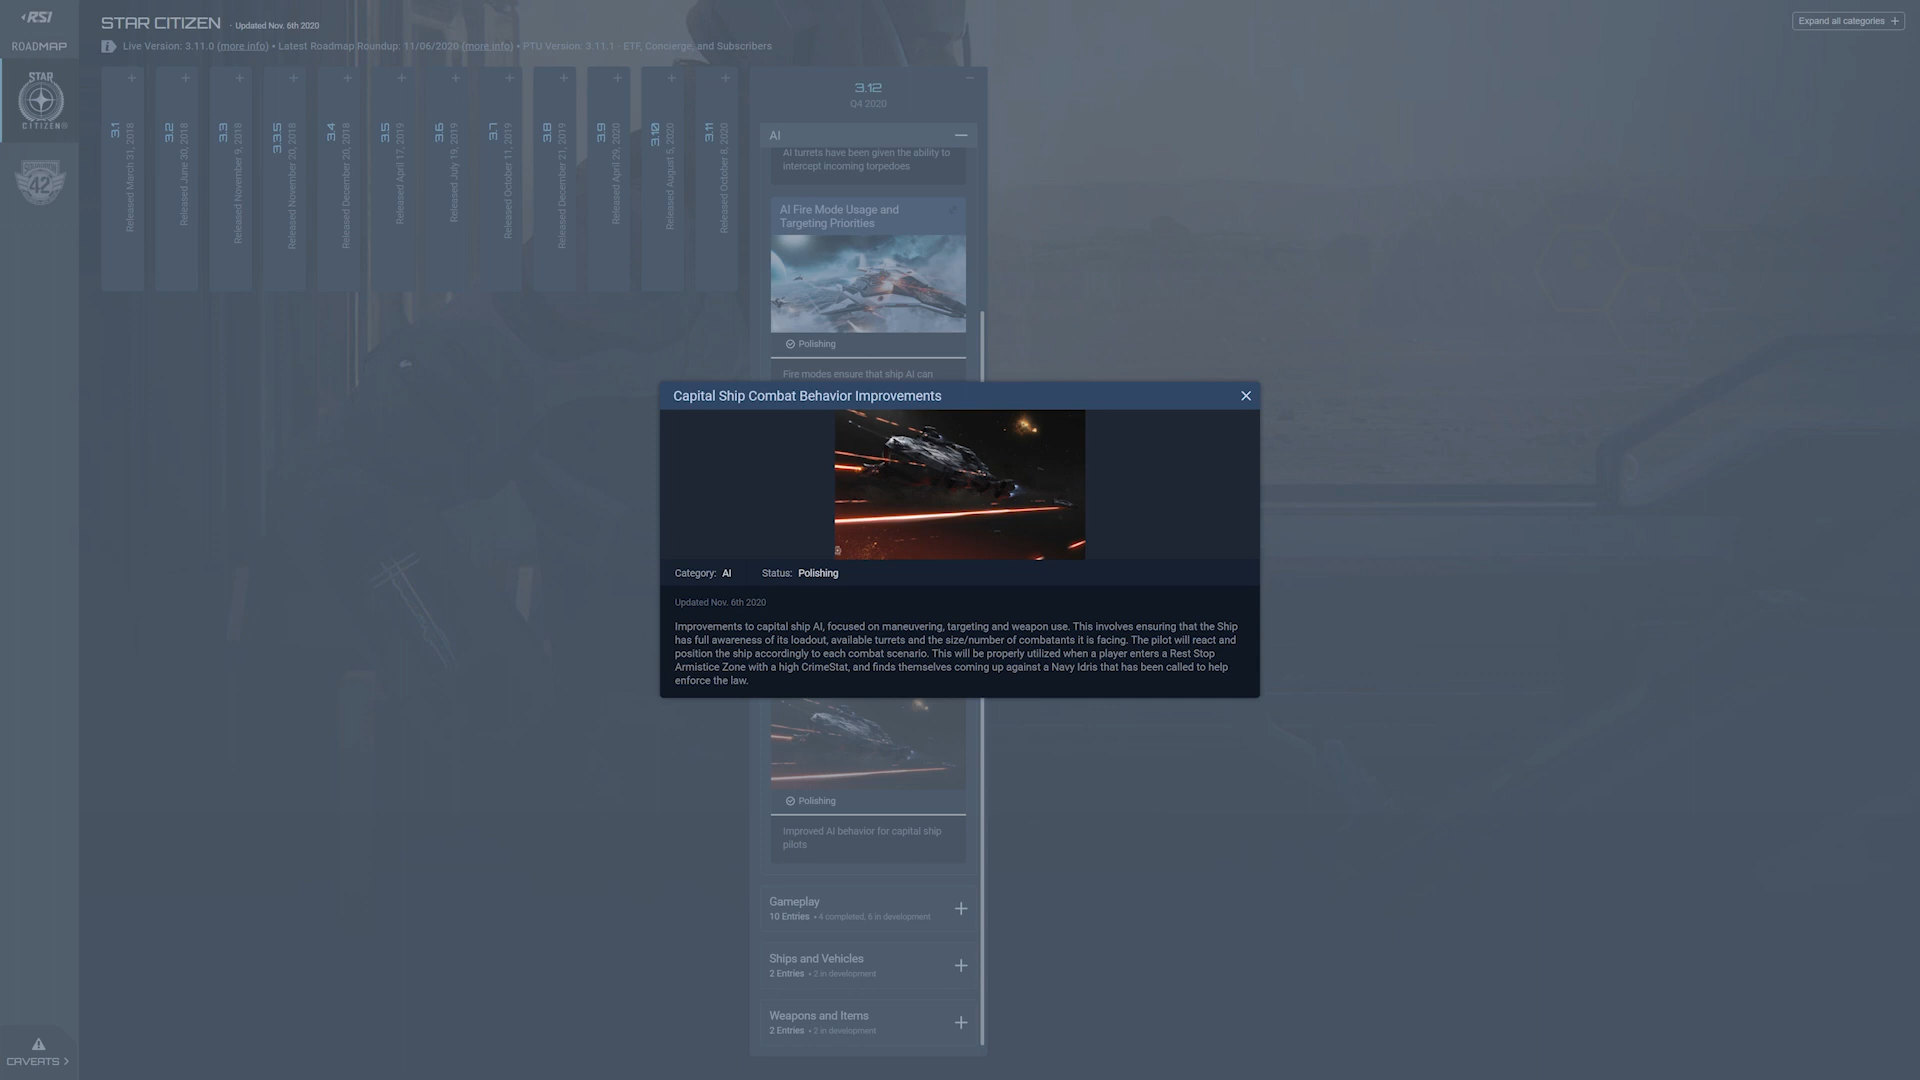 RSI
ROADMAP
STAR CITIZEN
CAVEATS
STAR CITIZEN · Updated Nov. 6th 2020
Live Version: 3.11.0 (more info) • Latest Roadmap Roundup: 11/06/2020 (more info) • PTU Version: 3.11.1 - ETF, Concierge, and Subscribers
Expand all categories +
3.1 Released March 31, 2018
3.2 Released June 30, 2018
3.3 Released November 9, 2018
3.3.5 Released November 20, 2018
3.4 Released December 20, 2018
3.5 Released April 17, 2019
3.6 Released July 19, 2019
3.7 Released October 11, 2019
3.8 Released December 21, 2019
3.9 Released April 29, 2020
3.10 Released August 5, 2020
3.11 Released October 8, 2020
3.12
Q4 2020
AI
AI turrets have been given the ability to
intercept incoming torpedoes
AI Fire Mode Usage and
Targeting Priorities
Polishing
Fire modes ensure that ship AI can
Capital Ship Combat Behavior Improvements
Category: AI Status: Polishing
Updated Nov. 6th 2020
Improvements to capital ship AI, focused on maneuvering, targeting and weapon use. This involves ensuring that the Ship
has full awareness of its loadout, available turrets and the size/number of combatants it is facing. The pilot will react and
position the ship accordingly to each combat scenario. This will be properly utilized when a player enters a Rest Stop
Armistice Zone with a high CrimeStat, and finds themselves coming up against a Navy Idris that has been called to help
enforce the law.
Polishing
Improved AI behavior for capital ship
pilots
Gameplay
10 Entries • 4 completed, 6 in development
Ships and Vehicles
2 Entries • 2 in development
Weapons and Items
2 Entries • 2 in development
42